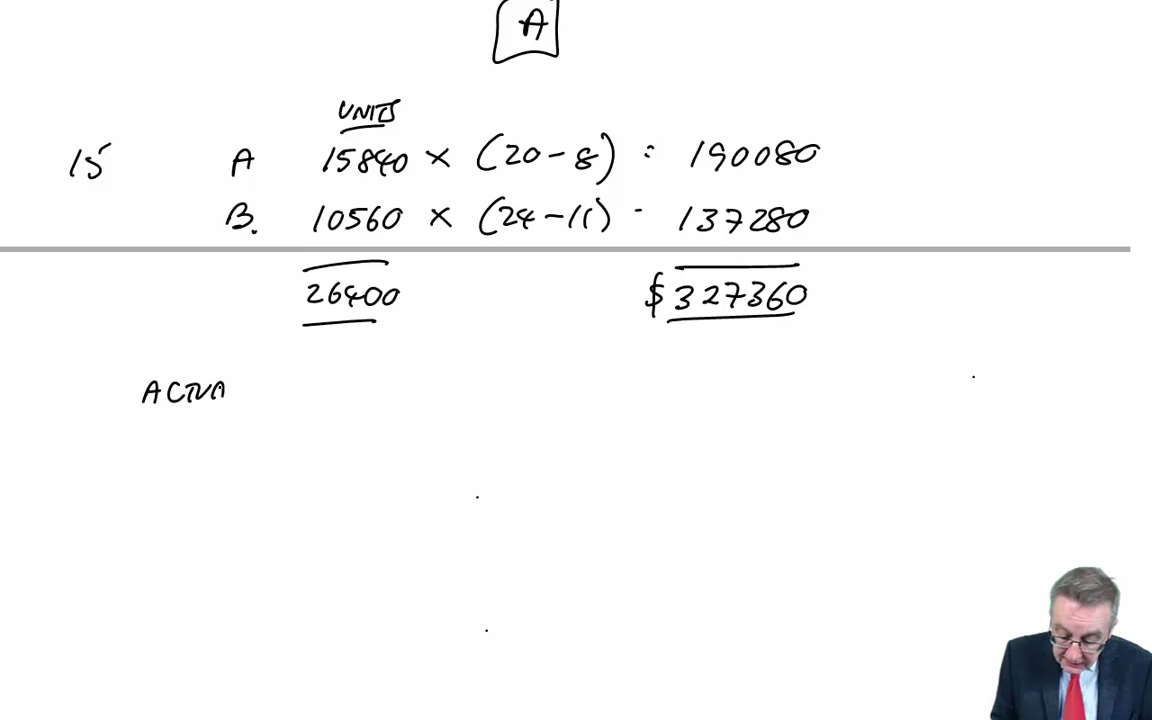 A
UNITS
15 A 15840 × (20-8) : 190080
B. 10560 × (24-11) - 137280
26400 $327360
ACTUA